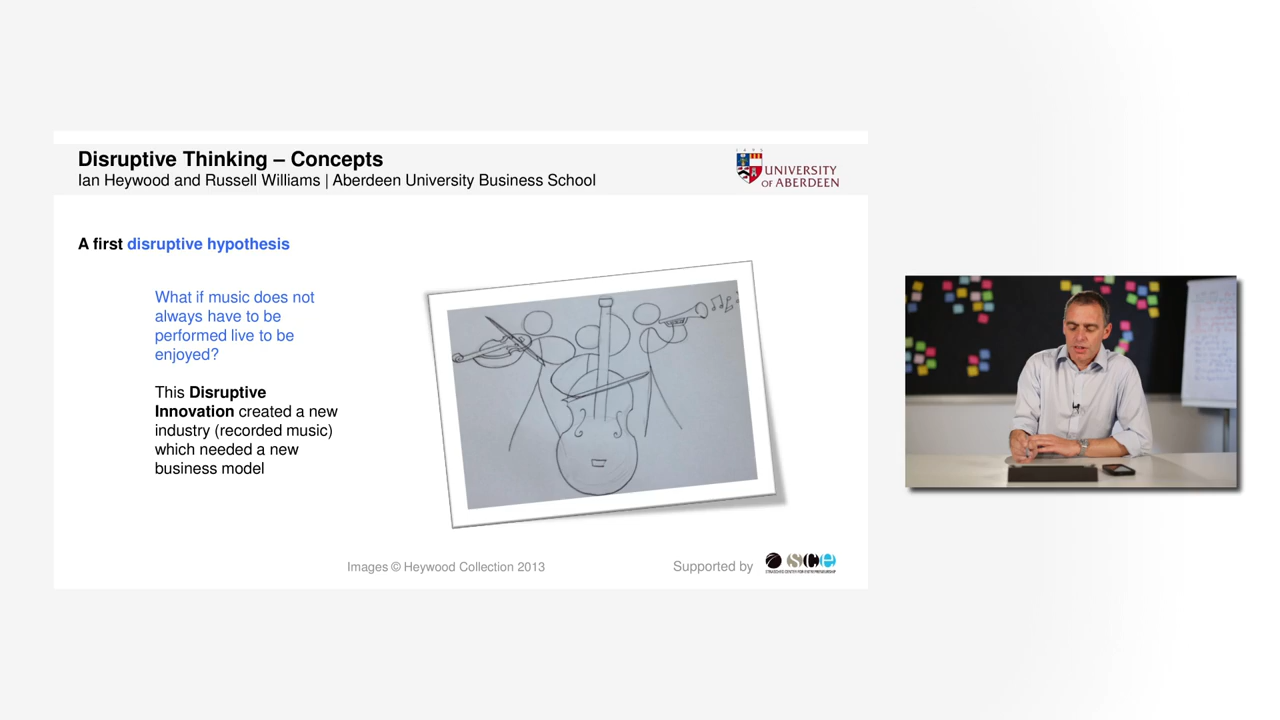 Disruptive Thinking – Concepts
Ian Heywood and Russell Williams | Aberdeen University Business School
UNIVERSITY
OF ABERDEEN
A first disruptive hypothesis
What if music does not
always have to be
performed live to be
enjoyed?
This Disruptive
Innovation created a new
industry (recorded music)
which needed a new
business model
Images © Heywood Collection 2013
Supported by
sce